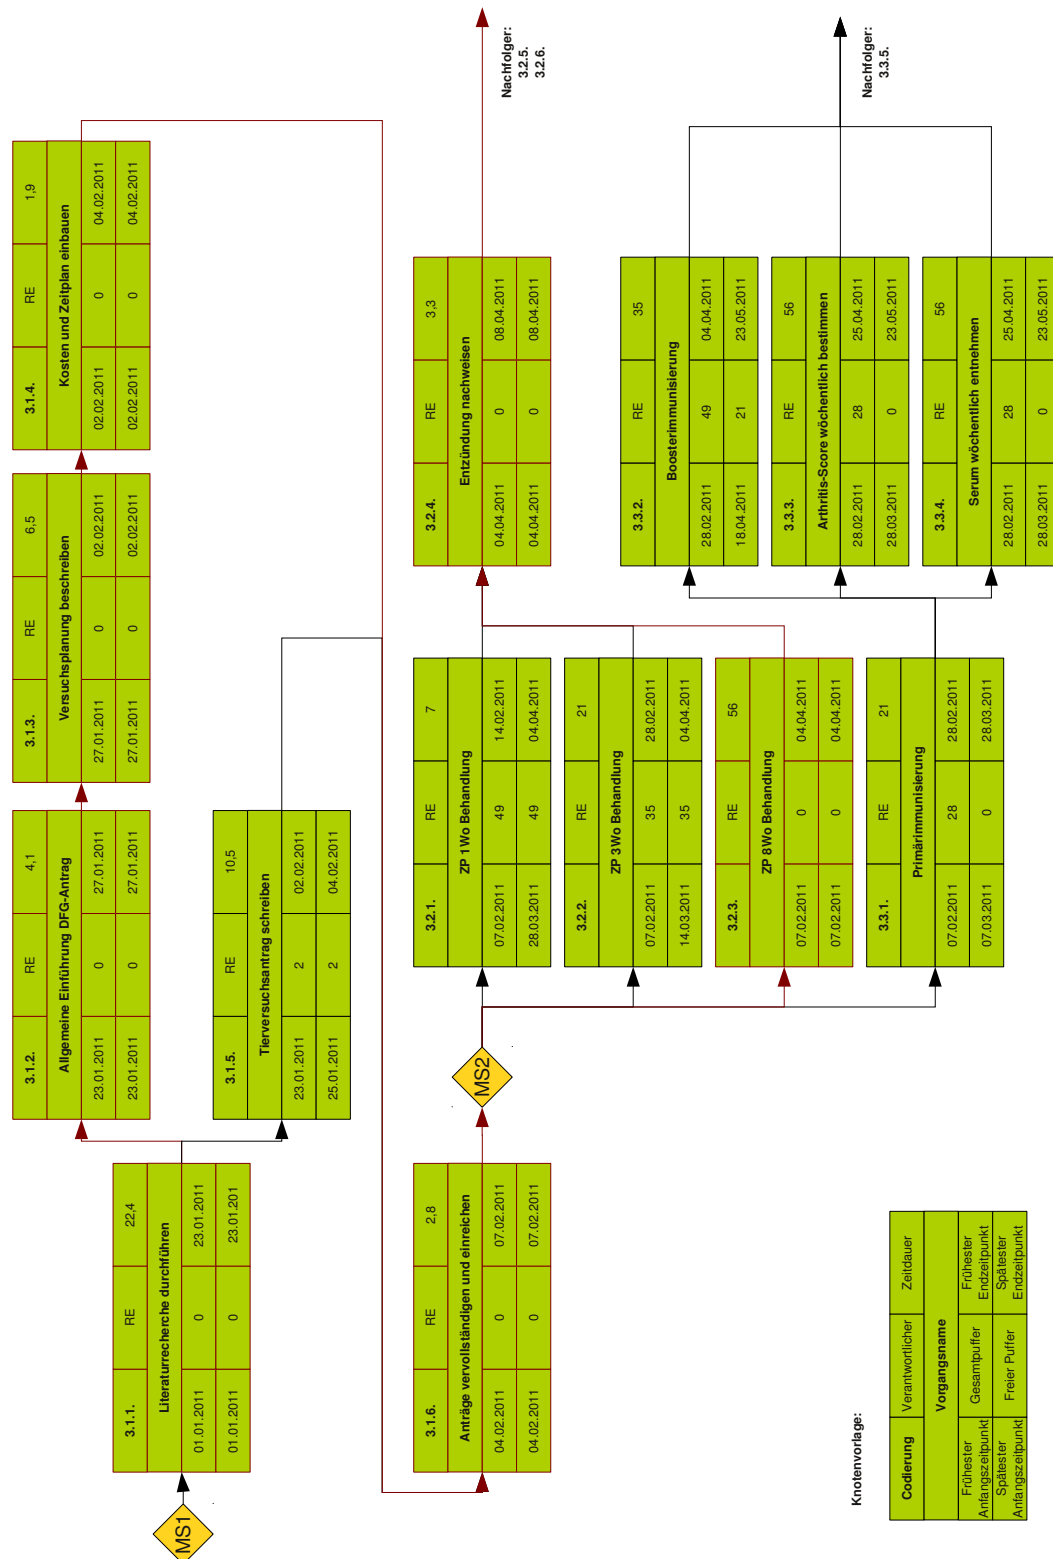 MS1
3.1.1. RE 22,4
Literaturrecherche durchführen
01.01.2011 0 23.01.2011
01.01.2011 0 23.01.201
3.1.2. RE 4,1
Allgemeine Einführung DFG-Antrag
23.01.2011 0 27.01.2011
23.01.2011 0 27.01.2011
3.1.3. RE 6,5
Versuchsplanung beschreiben
27.01.2011 0 02.02.2011
27.01.2011 0 02.02.2011
3.1.4. RE 1,9
Kosten und Zeitplan einbauen
02.02.2011 0 04.02.2011
02.02.2011 0 04.02.2011
3.1.5. RE 10,5
Tierversuchsantrag schreiben
23.01.2011 2 02.02.2011
25.01.2011 2 04.02.2011
3.1.6. RE 2,8
Anträge vervollständigen und einreichen
04.02.2011 0 07.02.2011
04.02.2011 0 07.02.2011
MS2
3.2.1. RE 7
ZP 1Wo Behandlung
07.02.2011 49 14.02.2011
28.03.2011 49 04.04.2011
3.2.2. RE 21
ZP 3Wo Behandlung
07.02.2011 35 28.02.2011
14.03.2011 35 04.04.2011
3.2.3. RE 56
ZP 8Wo Behandlung
07.02.2011 0 04.04.2011
07.02.2011 0 04.04.2011
3.2.4. RE 3,3
Entzündung nachweisen
04.04.2011 0 08.04.2011
04.04.2011 0 08.04.2011
Nachfolger:
3.2.5.
3.2.6.
3.3.1. RE 21
Primärimmunisierung
07.02.2011 28 28.02.2011
07.03.2011 0 28.03.2011
3.3.2. RE 35
Boosterimmunisierung
28.02.2011 49 04.04.2011
18.04.2011 21 23.05.2011
3.3.3. RE 56
Arthritis-Score wöchentlich bestimmen
28.02.2011 28 25.04.2011
28.03.2011 0 23.05.2011
3.3.4. RE 56
Serum wöchentlich entnehmen
28.02.2011 28 25.04.2011
28.03.2011 0 23.05.2011
Nachfolger:
3.3.5.
Knotenvorlage:
Codierung Verantwortlicher Zeitdauer
Vorgangsname
Frühester Anfangszeitpunkt Gesamtpuffer Frühester Endzeitpunkt
Spätester Anfangszeitpunkt Freier Puffer Spätester Endzeitpunkt